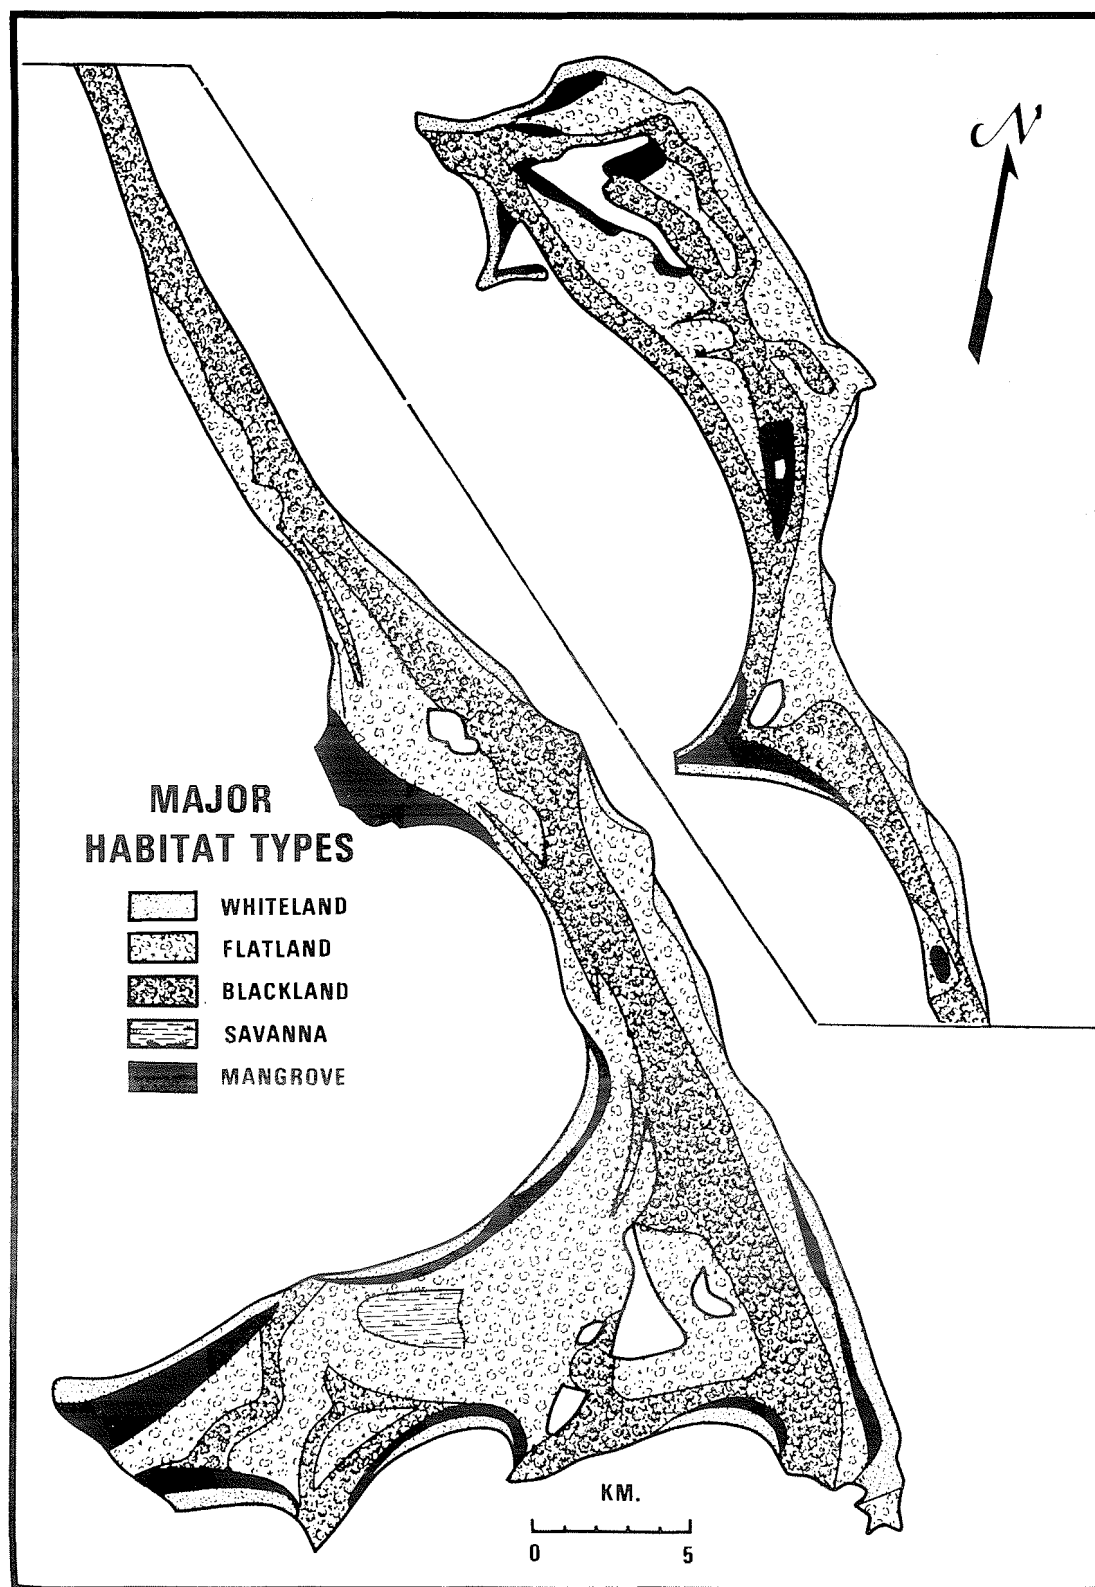 N
MAJOR
HABITAT TYPES
WHITELAND
FLATLAND
BLACKLAND
SAVANNA
MANGROVE
KM.
0 5